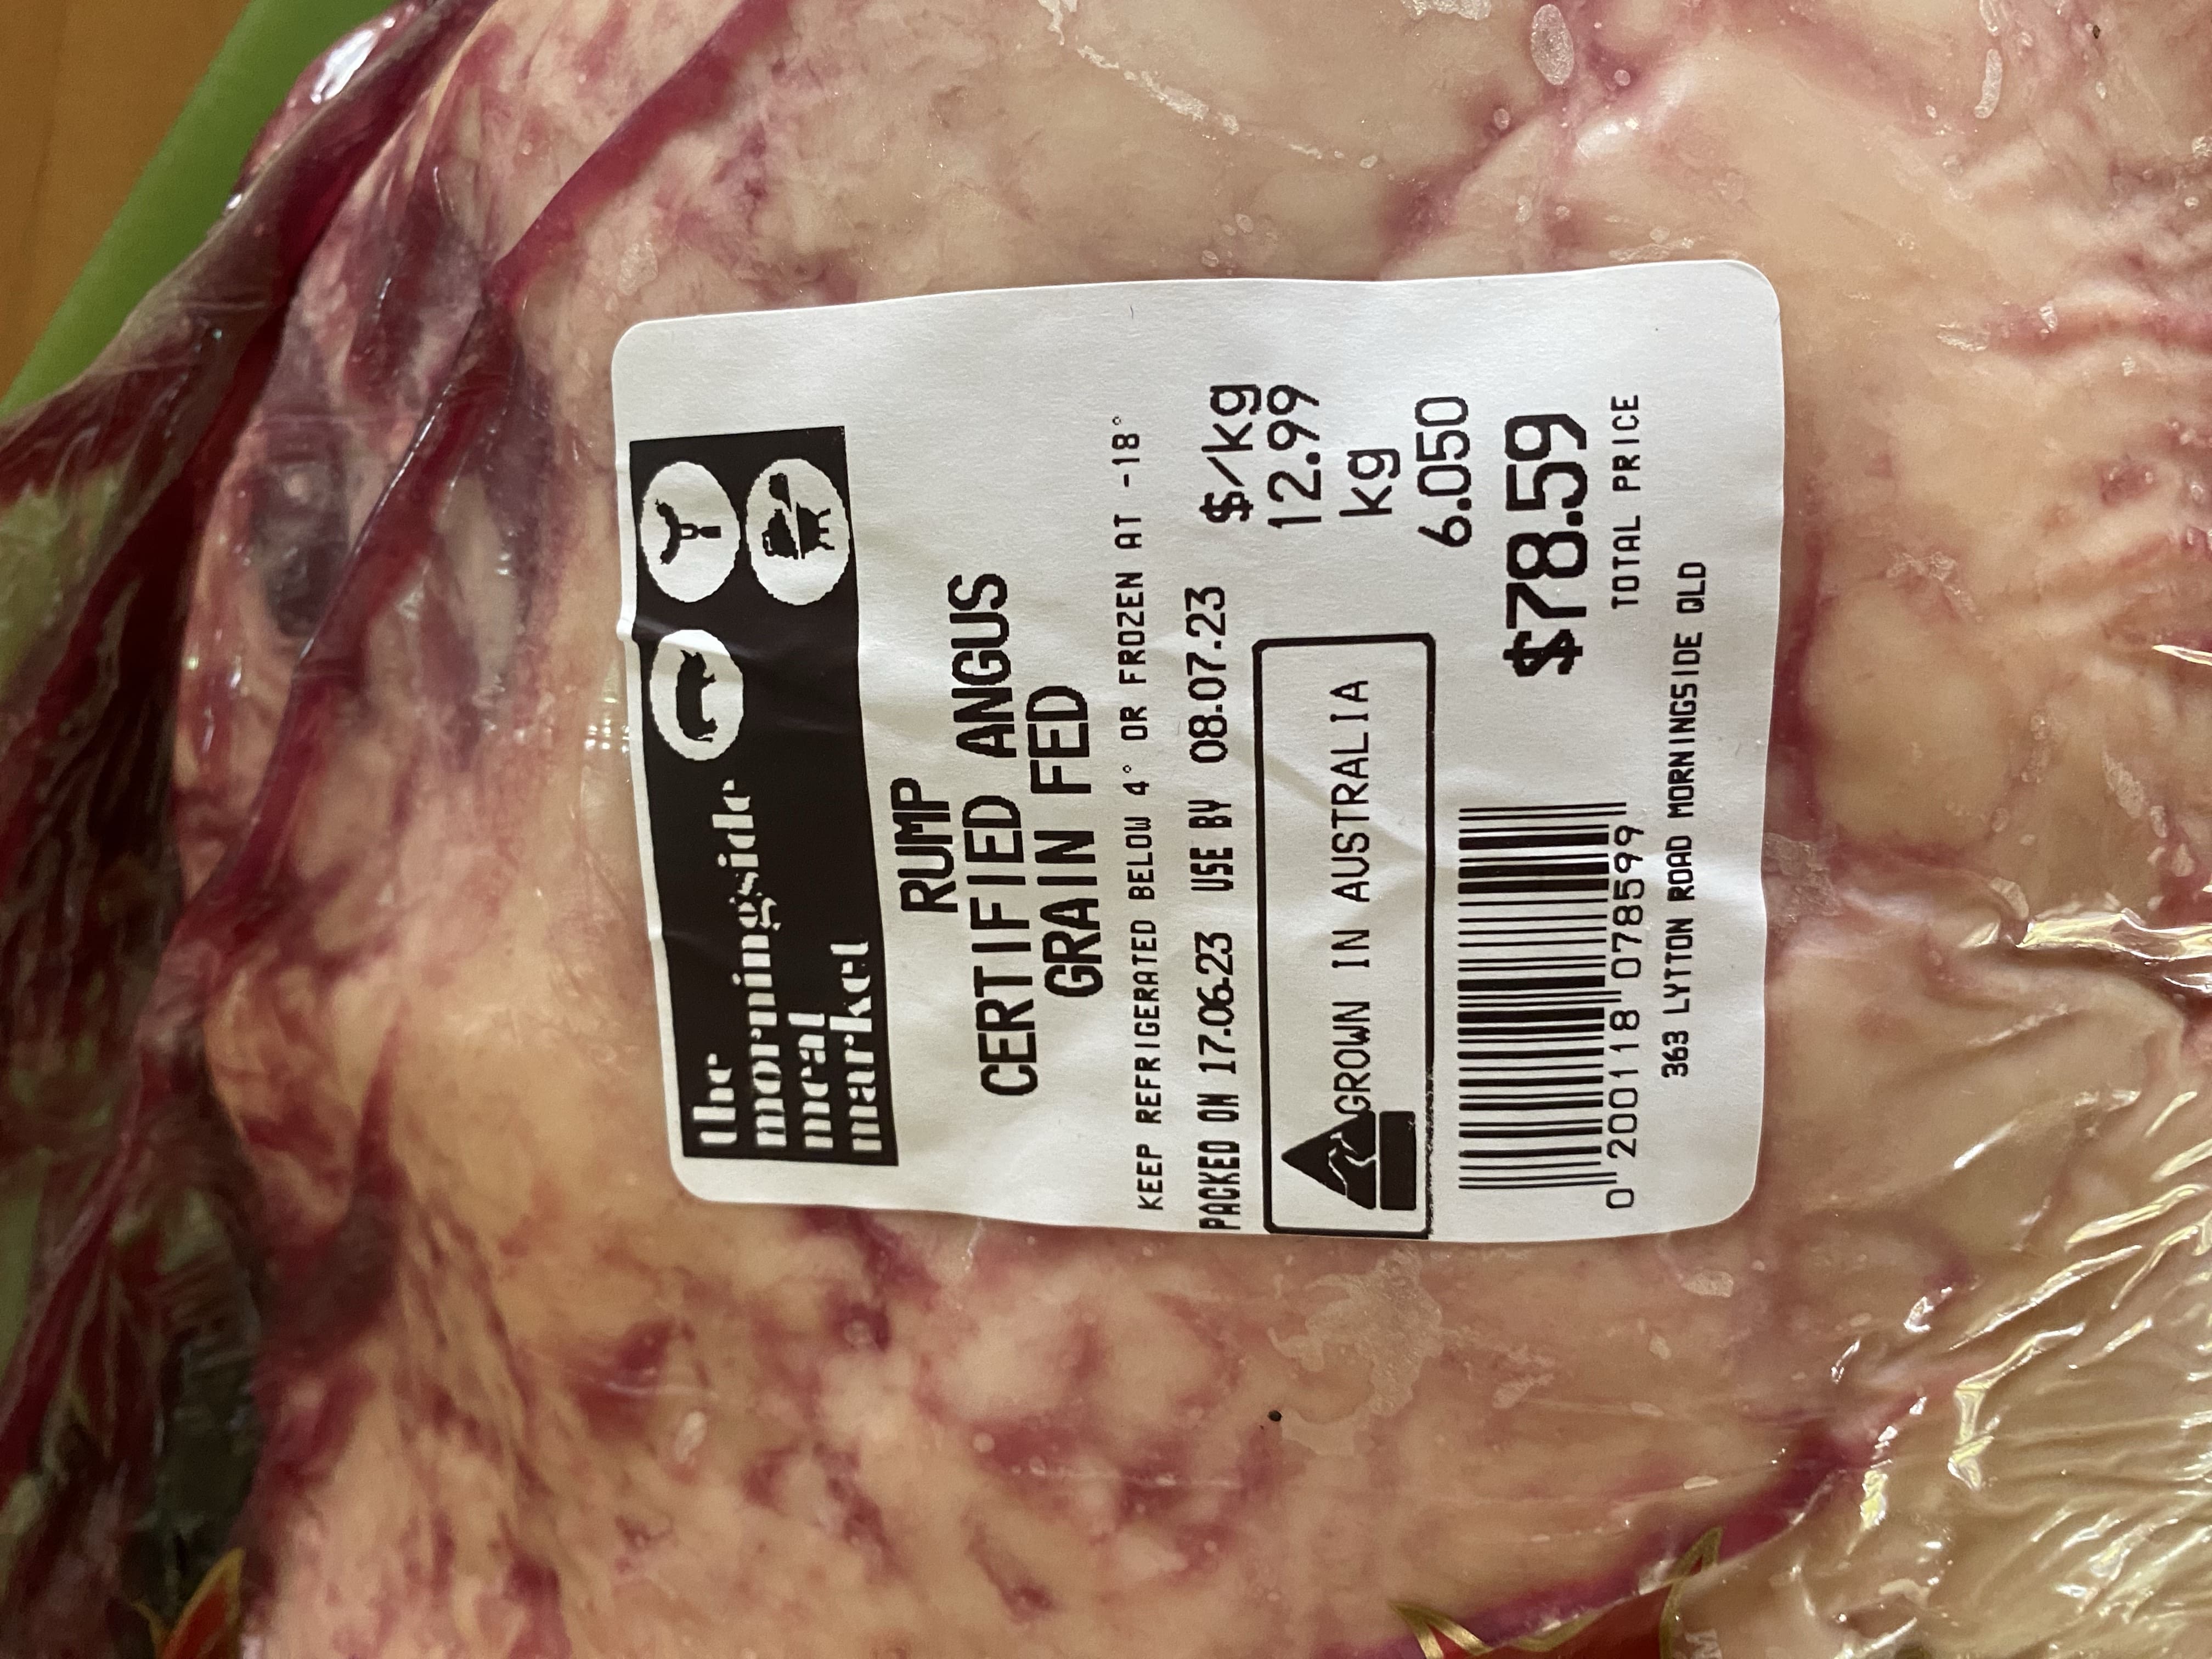 the
morningside
meat
market
RUMP
CERTIFIED ANGUS
GRAIN FED
KEEP REFRIGERATED BELOW 4° OR FROZEN AT -18°
PACKED ON 17.06.23 USE BY 08.07.23
$/kg
12.99
GROWN IN AUSTRALIA
kg
6.050
$78.59
TOTAL PRICE
0 200118 078599
363 LYTTON ROAD MORNINGSIDE QLD